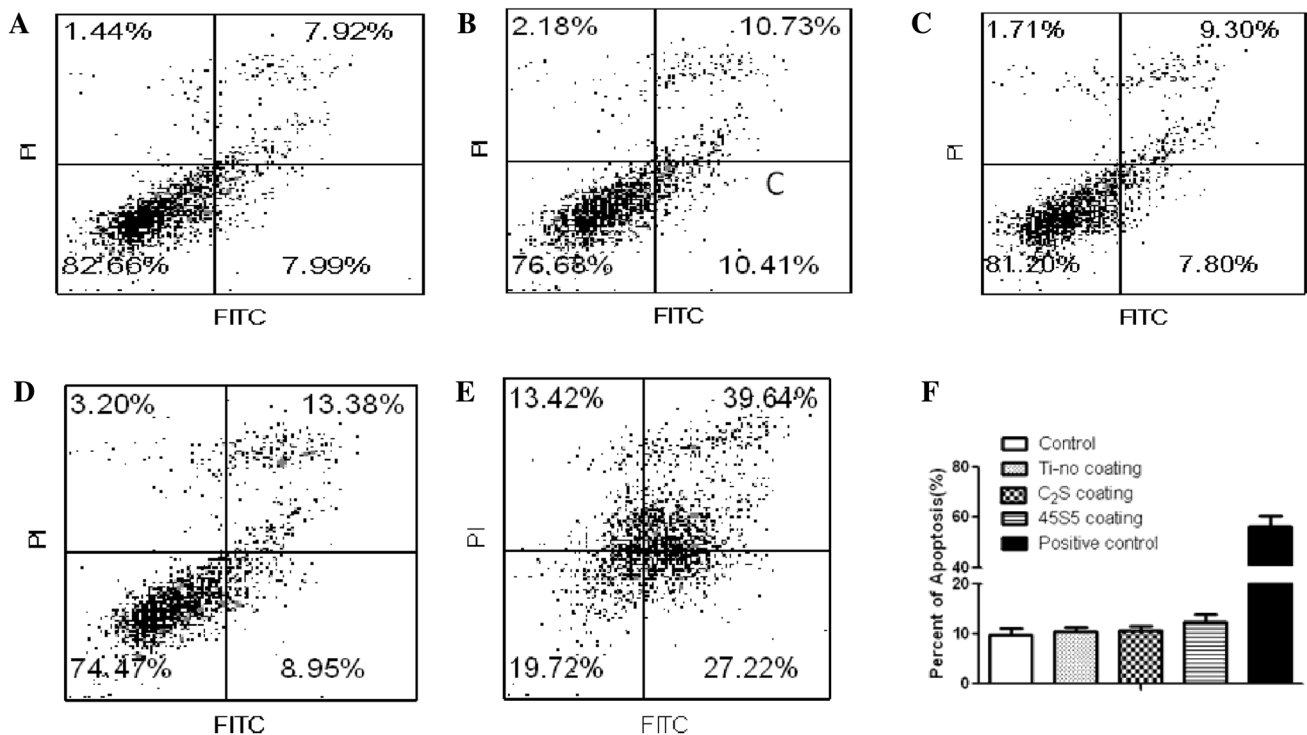 A
1.44%
7.92%
PI
82.66%
7.99%
FITC
B
2.18%
10.73%
PI
C
76.68%
10.41%
FITC
C
1.71%
9.30%
PI
81.20%
7.80%
FITC
D
3.20%
13.38%
PI
74.47%
8.95%
FITC
E
13.42%
39.64%
PI
19.72%
27.22%
FITC
F
Control
Ti-no coating
C₂S coating
45S5 coating
Positive control
Percent of Apoptosis(%)
80
60
40
20
10
0